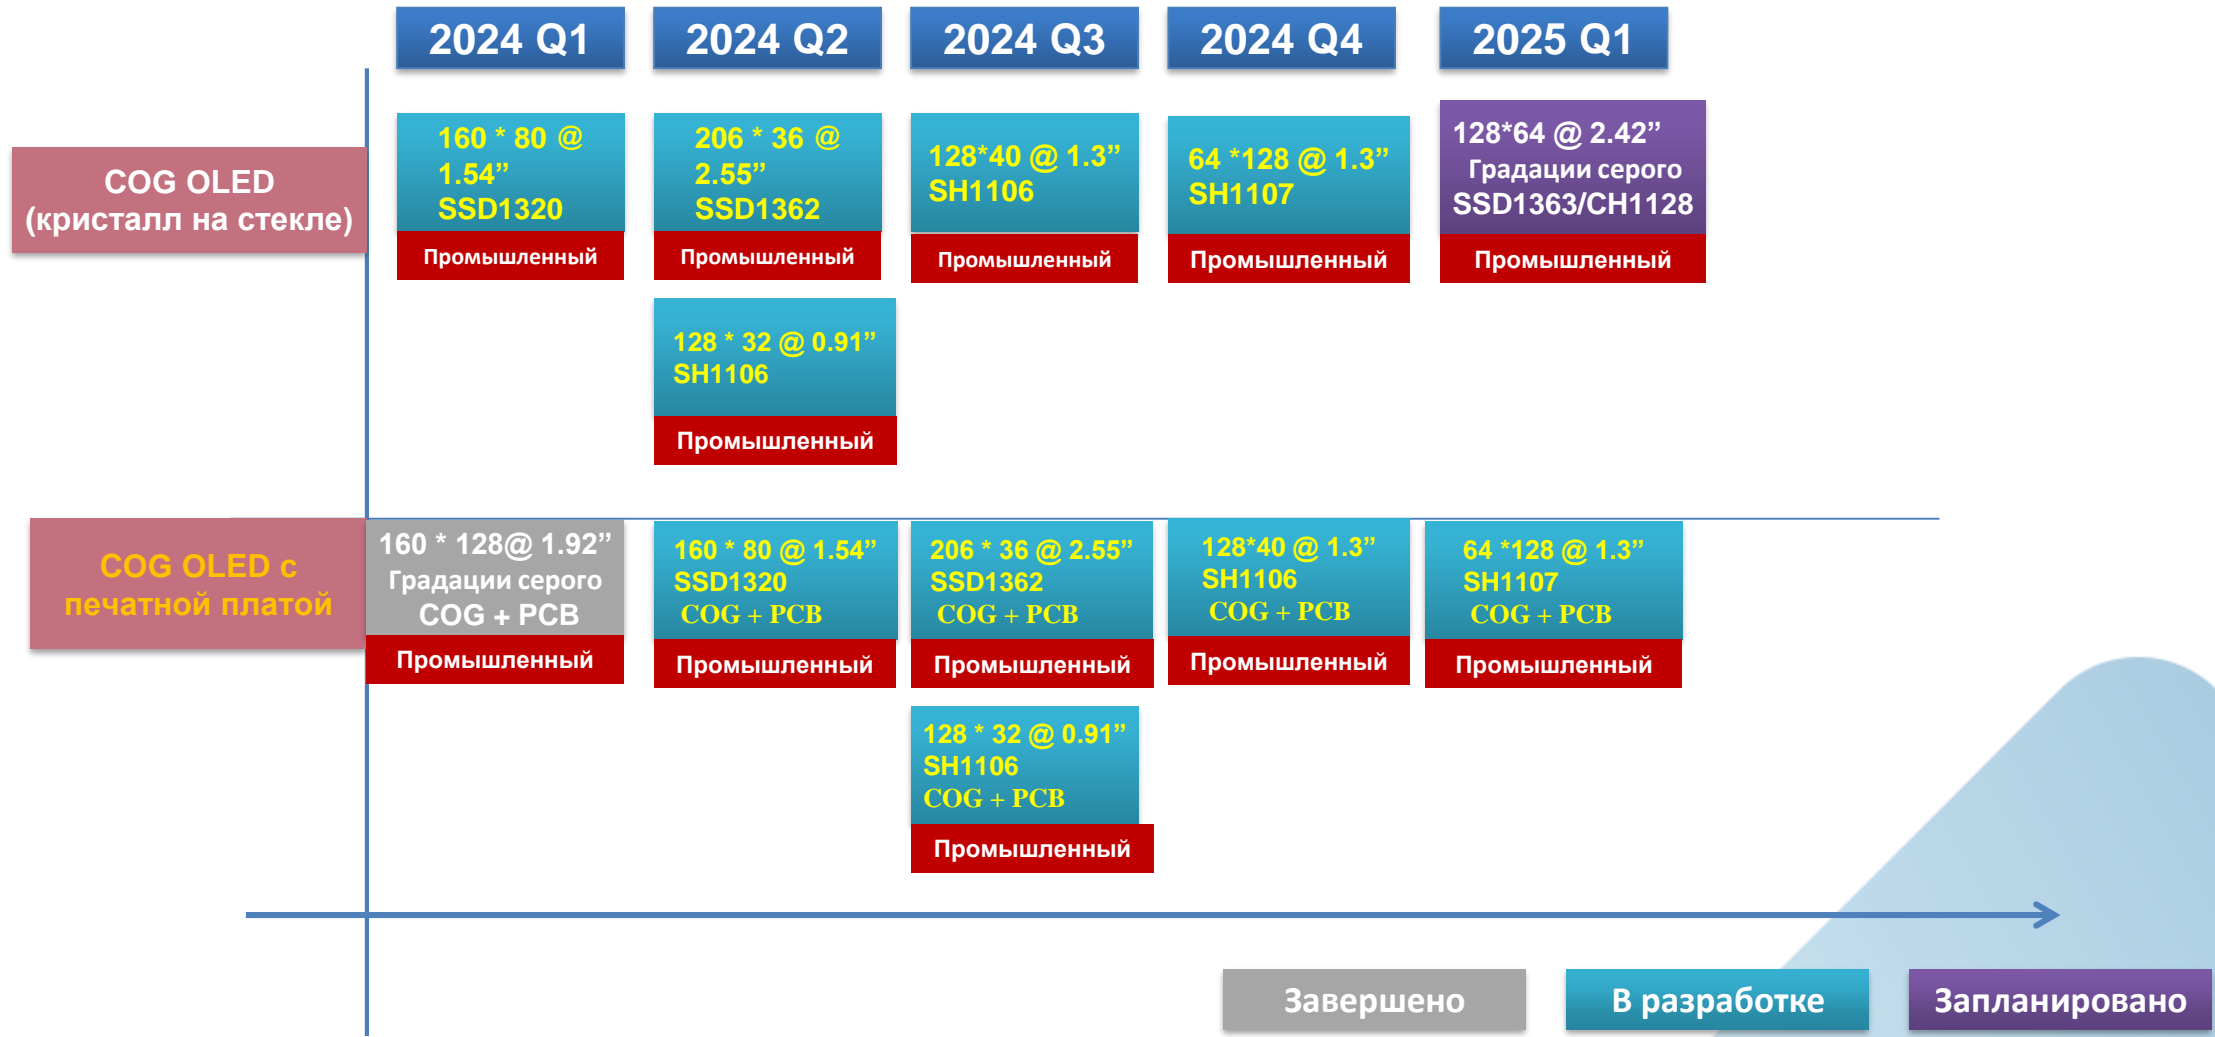 2024 Q1
2024 Q2
2024 Q3
2024 Q4
2025 Q1
COG OLED
(кристалл на стекле)
160 * 80 @
1.54”
SSD1320
Промышленный
206 * 36 @
2.55”
SSD1362
Промышленный
128*40 @ 1.3”
SH1106
Промышленный
64 *128 @ 1.3”
SH1107
Промышленный
128*64 @ 2.42”
Градации серого
SSD1363/CH1128
Промышленный
128 * 32 @ 0.91”
SH1106
Промышленный
COG OLED с
печатной платой
160 * 128@ 1.92”
Градации серого
COG + PCB
Промышленный
160 * 80 @ 1.54”
SSD1320
COG + PCB
Промышленный
206 * 36 @ 2.55”
SSD1362
COG + PCB
Промышленный
128*40 @ 1.3”
SH1106
COG + PCB
Промышленный
64 *128 @ 1.3”
SH1107
COG + PCB
Промышленный
128 * 32 @ 0.91”
SH1106
COG + PCB
Промышленный
Завершено
В разработке
Запланировано